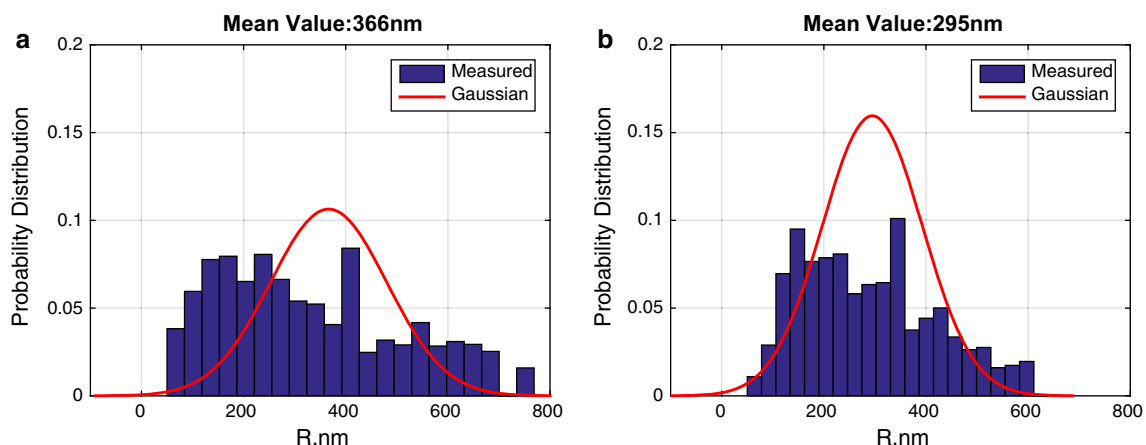 a
Mean Value:366nm
0.2
0.15
0.1
0.05
0
Probability Distribution
Measured
Gaussian
0 200 400 600 800
R.nm
b
Mean Value:295nm
0.2
0.15
0.1
0.05
0
Probability Distribution
Measured
Gaussian
0 200 400 600 800
R.nm